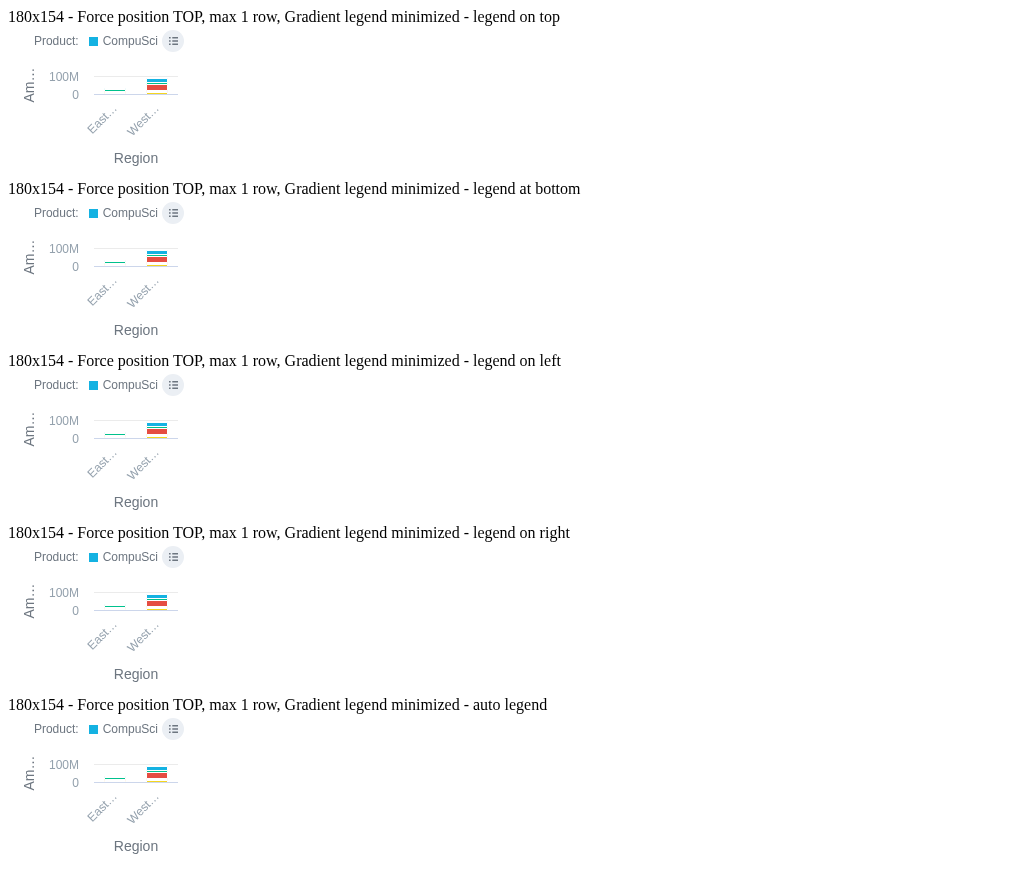 180x154 - Force position TOP, max 1 row, Gradient legend minimized - legend on top
Product: CompuSci
Am…
100M
0
East…
West…
Region
180x154 - Force position TOP, max 1 row, Gradient legend minimized - legend at bottom
Product: CompuSci
Am…
100M
0
East…
West…
Region
180x154 - Force position TOP, max 1 row, Gradient legend minimized - legend on left
Product: CompuSci
Am…
100M
0
East…
West…
Region
180x154 - Force position TOP, max 1 row, Gradient legend minimized - legend on right
Product: CompuSci
Am…
100M
0
East…
West…
Region
180x154 - Force position TOP, max 1 row, Gradient legend minimized - auto legend
Product: CompuSci
Am…
100M
0
East…
West…
Region